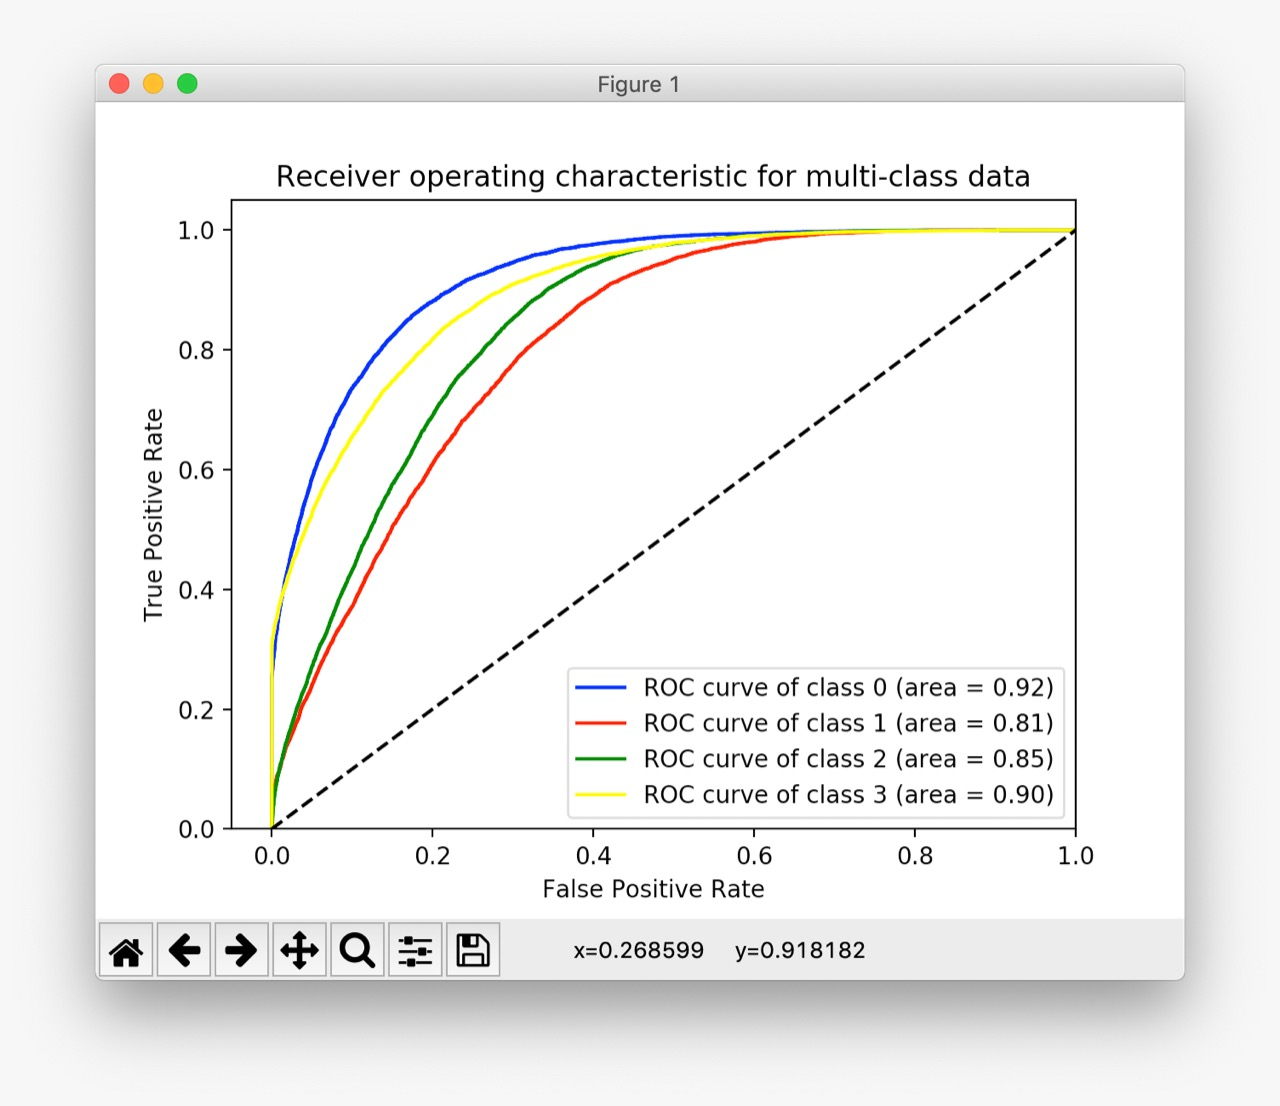 Figure 1
Receiver operating characteristic for multi-class data
1.0
0.8
0.6
0.4
0.2
0.0
True Positive Rate
ROC curve of class 0 (area = 0.92)
ROC curve of class 1 (area = 0.81)
ROC curve of class 2 (area = 0.85)
ROC curve of class 3 (area = 0.90)
0.0 0.2 0.4 0.6 0.8 1.0
False Positive Rate
x=0.268599 y=0.918182